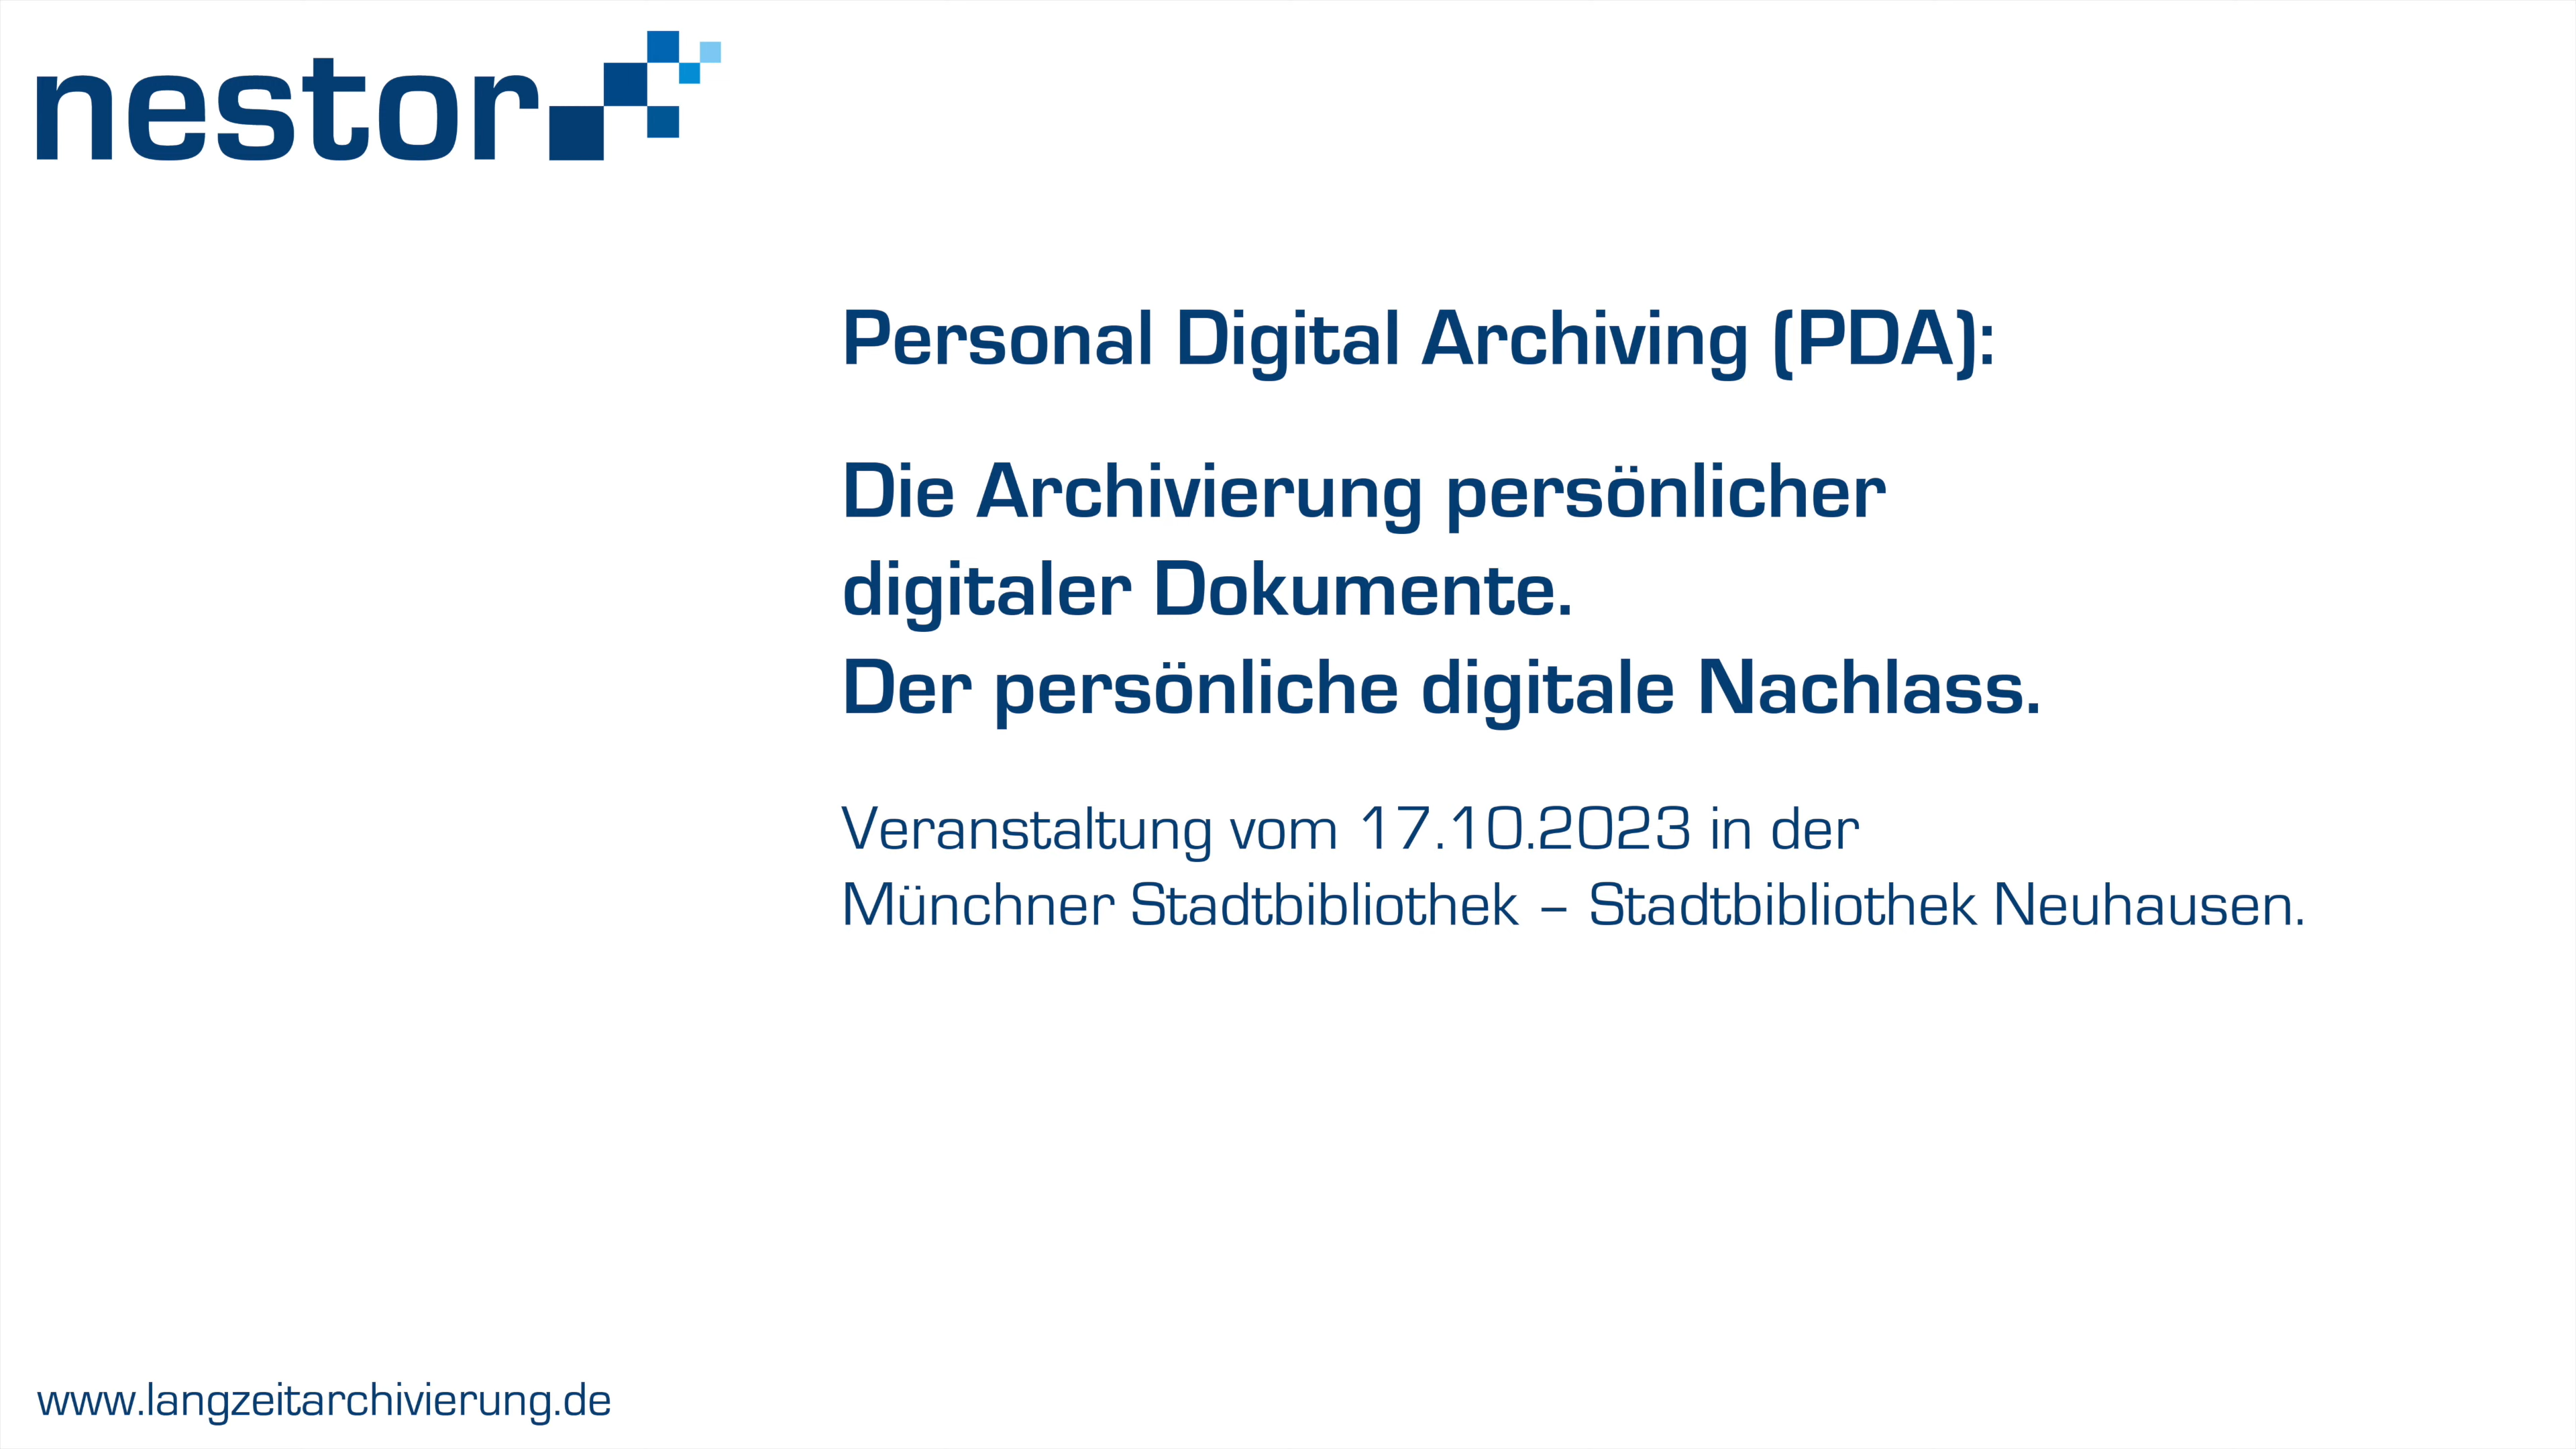 nestor
Personal Digital Archiving (PDA):
Die Archivierung persönlicher
digitaler Dokumente.
Der persönliche digitale Nachlass.
Veranstaltung vom 17.10.2023 in der
Münchner Stadtbibliothek – Stadtbibliothek Neuhausen.
www.langzeitarchivierung.de